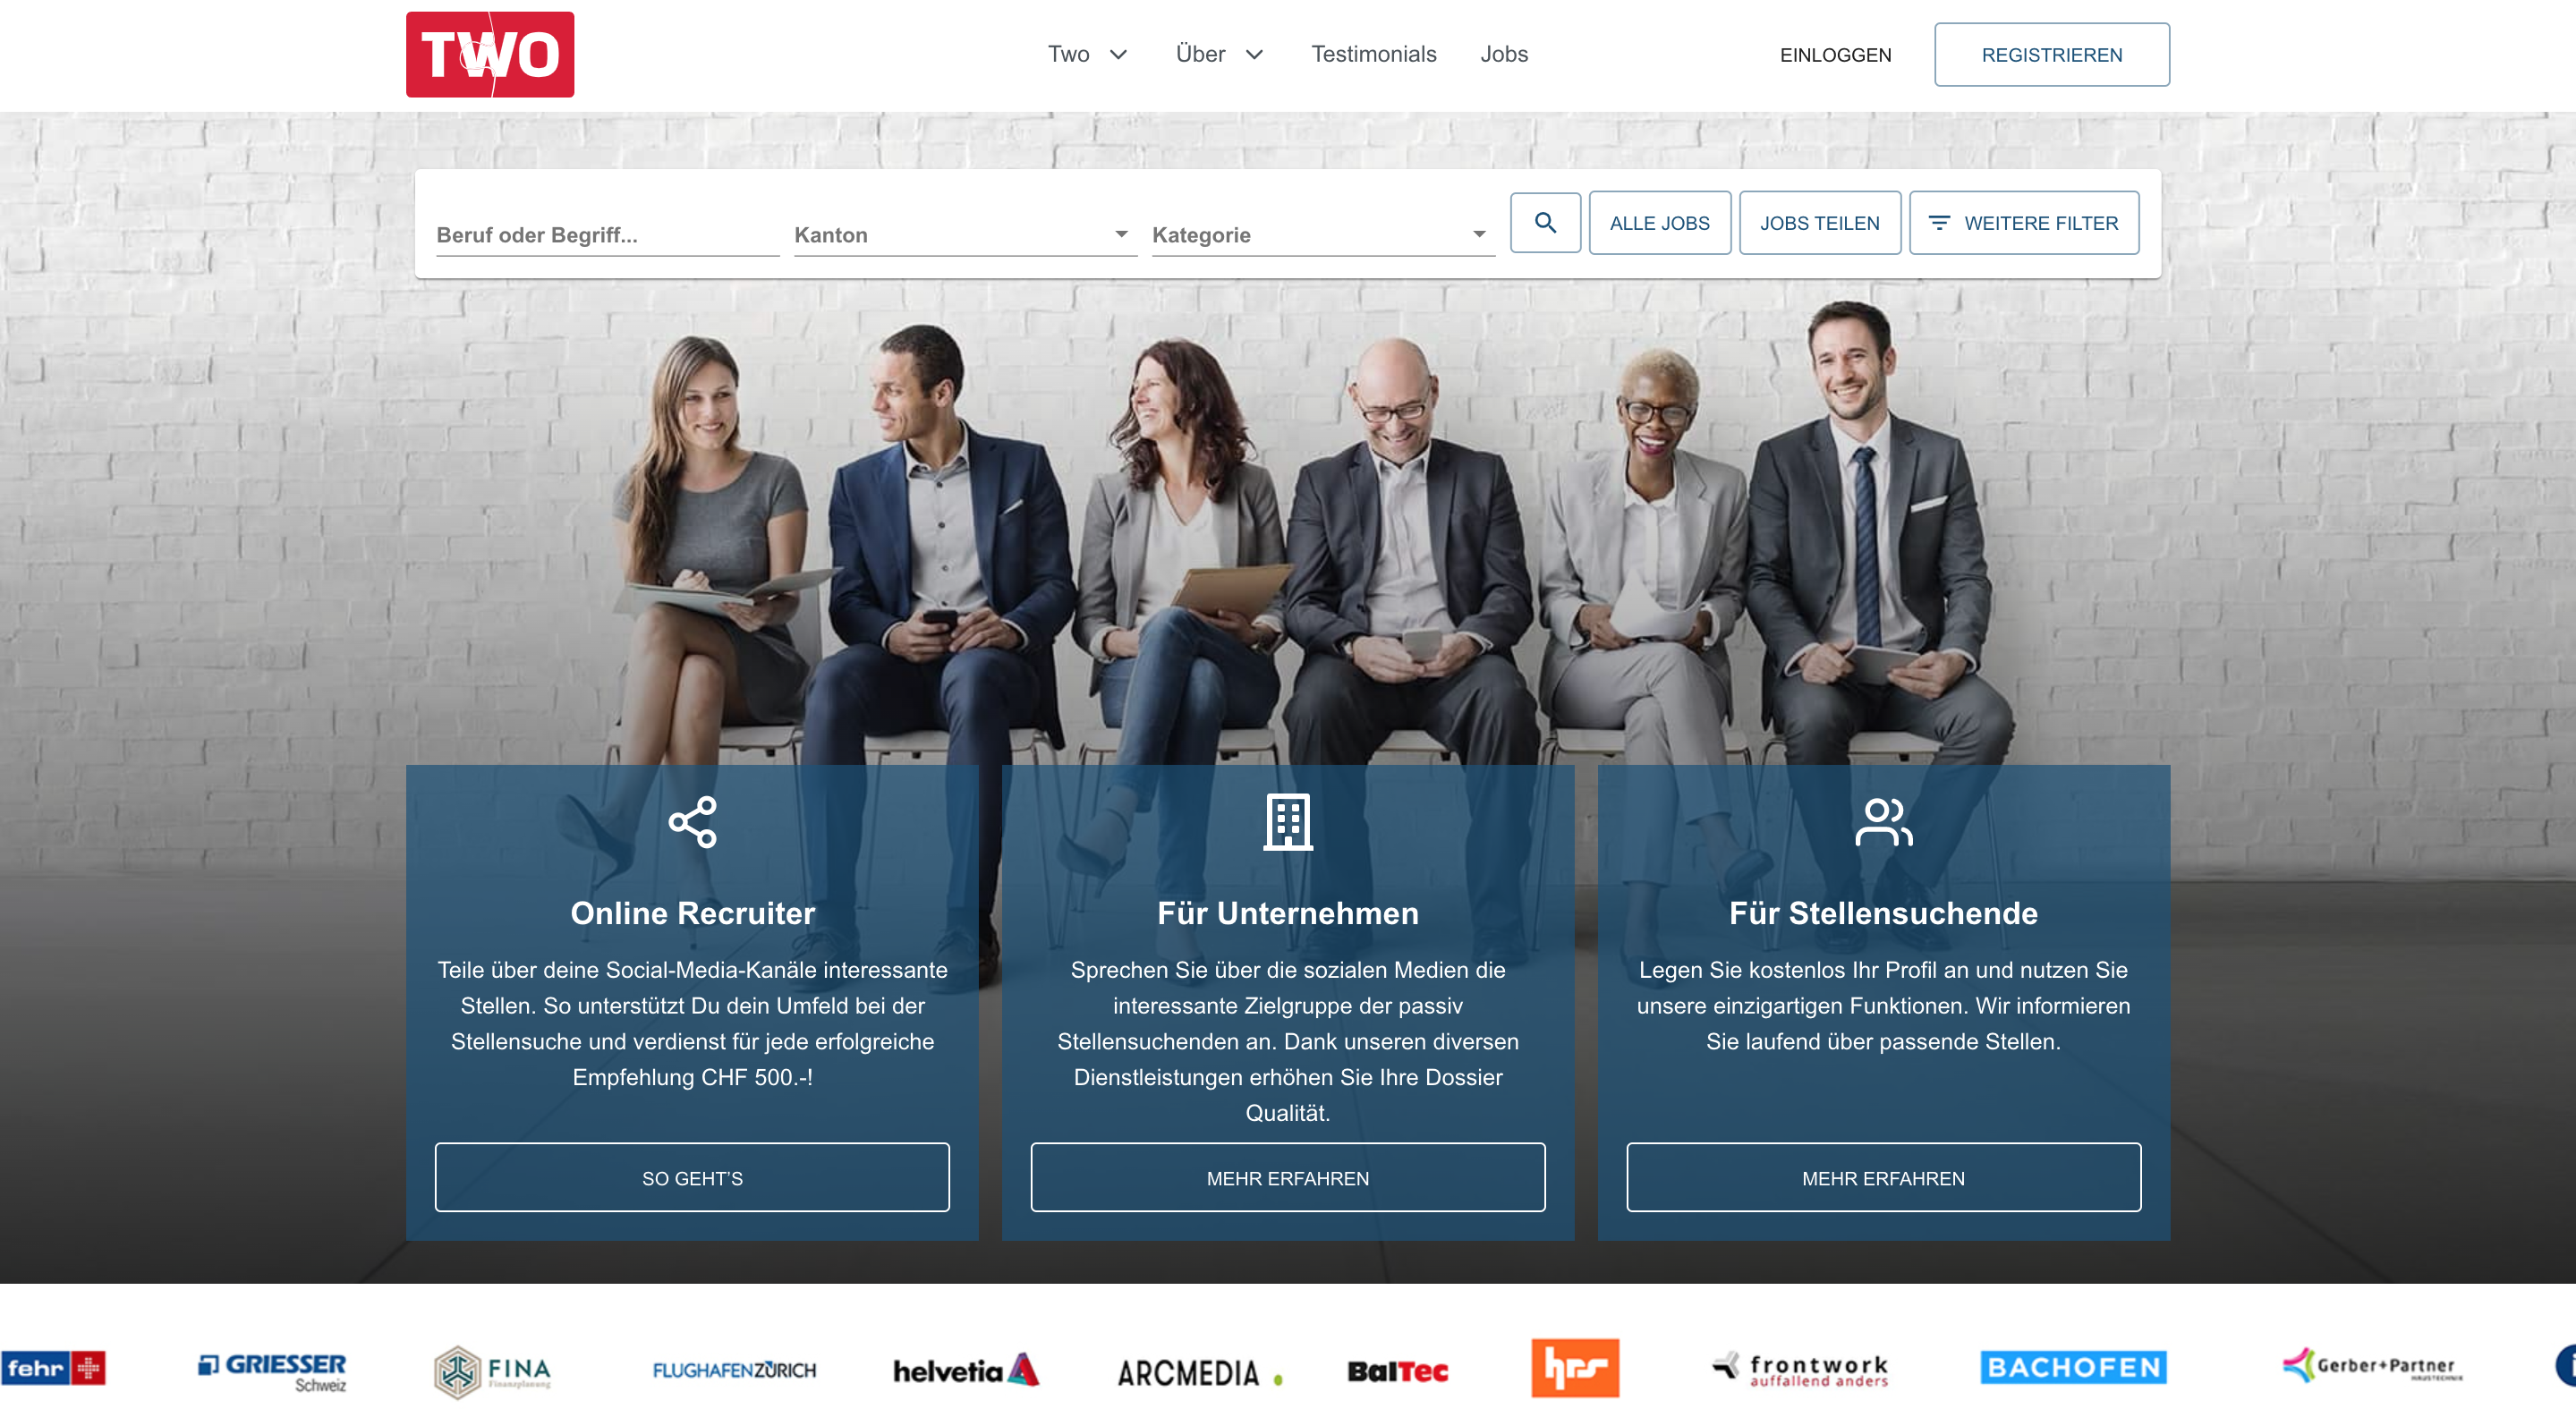 TWO
Two
Über
Testimonials
Jobs
EINLOGGEN
REGISTRIEREN
Beruf oder Begriff...
Kanton
Kategorie
ALLE JOBS
JOBS TEILEN
WEITERE FILTER
Online Recruiter
Teile über deine Social-Media-Kanäle interessante
Stellen. So unterstützt Du dein Umfeld bei der
Stellensuche und verdienst für jede erfolgreiche
Empfehlung CHF 500.-!
SO GEHT'S
Für Unternehmen
Sprechen Sie über die sozialen Medien die
interessante Zielgruppe der passiv
Stellensuchenden an. Dank unseren diversen
Dienstleistungen erhöhen Sie Ihre Dossier
Qualität.
MEHR ERFAHREN
Für Stellensuchende
Legen Sie kostenlos Ihr Profil an und nutzen Sie
unsere einzigartigen Funktionen. Wir informieren
Sie laufend über passende Stellen.
MEHR ERFAHREN
fehr
GRIESSER
Schweiz
FINA
Finanzplanung
FLUGHAFEN ZÜRICH
helvetia
ARCMEDIA
BalTec
hrs
frontwork
auffallend anders
BACHOFEN
Gerber+Partner
HAUSTECHNIK